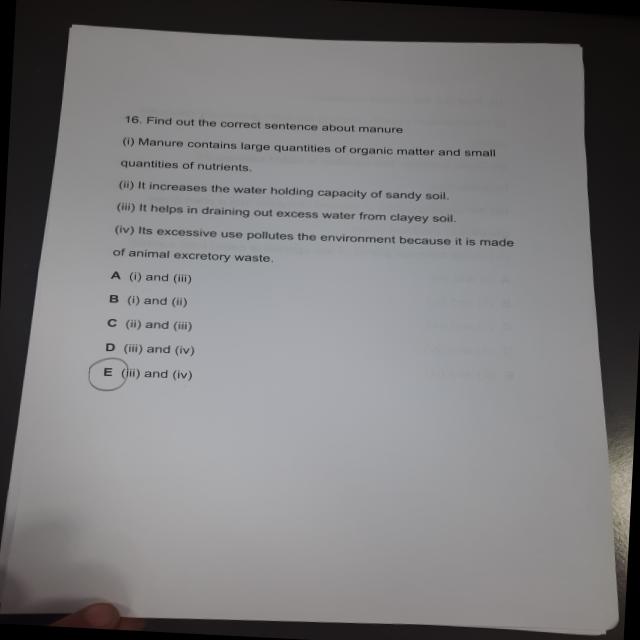 16. Find out the correct sentence about manure
(i) Manure contains large quantities of organic matter and small
quantities of nutrients.
(ii) It increases the water holding capacity of sandy soil.
(iii) It helps in draining out excess water from clayey soil.
(iv) Its excessive use pollutes the environment because it is made
of animal excretory waste.
A (i) and (iii)
B (i) and (ii)
C (ii) and (iii)
D (iii) and (iv)
E (iii) and (iv)